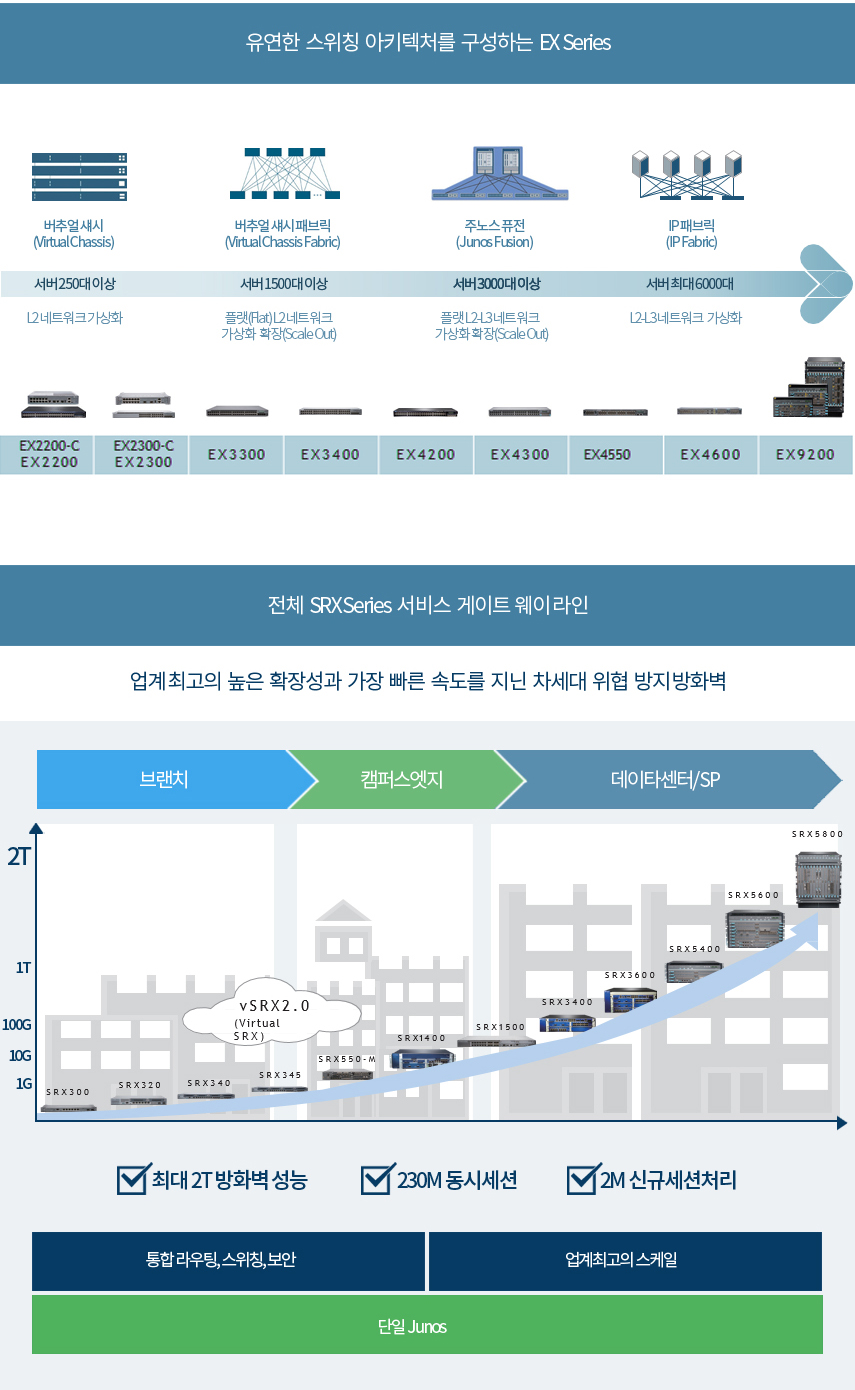 유연한 스위칭 아키텍처를 구성하는 EX Series
버추얼 섀시
(Virtual Chassis)
버추얼 섀시 패브릭
(Virtual Chassis Fabric)
주노스 퓨전
(Junos Fusion)
IP 패브릭
(IP Fabric)
서버 250대 이상
서버 1500대 이상
서버 3000대 이상
서버 최대 6000대
L2 네트워크 가상화
플랫(Flat) L2 네트워크
가상화 확장(Scale Out)
플랫 L2-L3 네트워크
가상화 확장(Scale Out)
L2-L3 네트워크 가상화
EX2200-C
EX2200
EX2300-C
EX2300
EX3300
EX3400
EX4200
EX4300
EX4550
EX4600
EX9200
전체 SRX Series 서비스 게이트 웨이 라인
업계 최고의 높은 확장성과 가장 빠른 속도를 지닌 차세대 위협 방지 방화벽
브랜치
캠퍼스엣지
데이타센터/SP
2T
1T
100G
10G
1G
SRX300
SRX320
SRX340
SRX345
vSRX2.0
(Virtual
SRX)
SRX550-M
SRX1400
SRX1500
SRX3400
SRX3600
SRX5400
SRX5600
SRX5800
최대 2T 방화벽 성능
230M 동시세션
2M 신규세션처리
통합 라우팅, 스위칭, 보안
업계최고의 스케일
단일 Junos